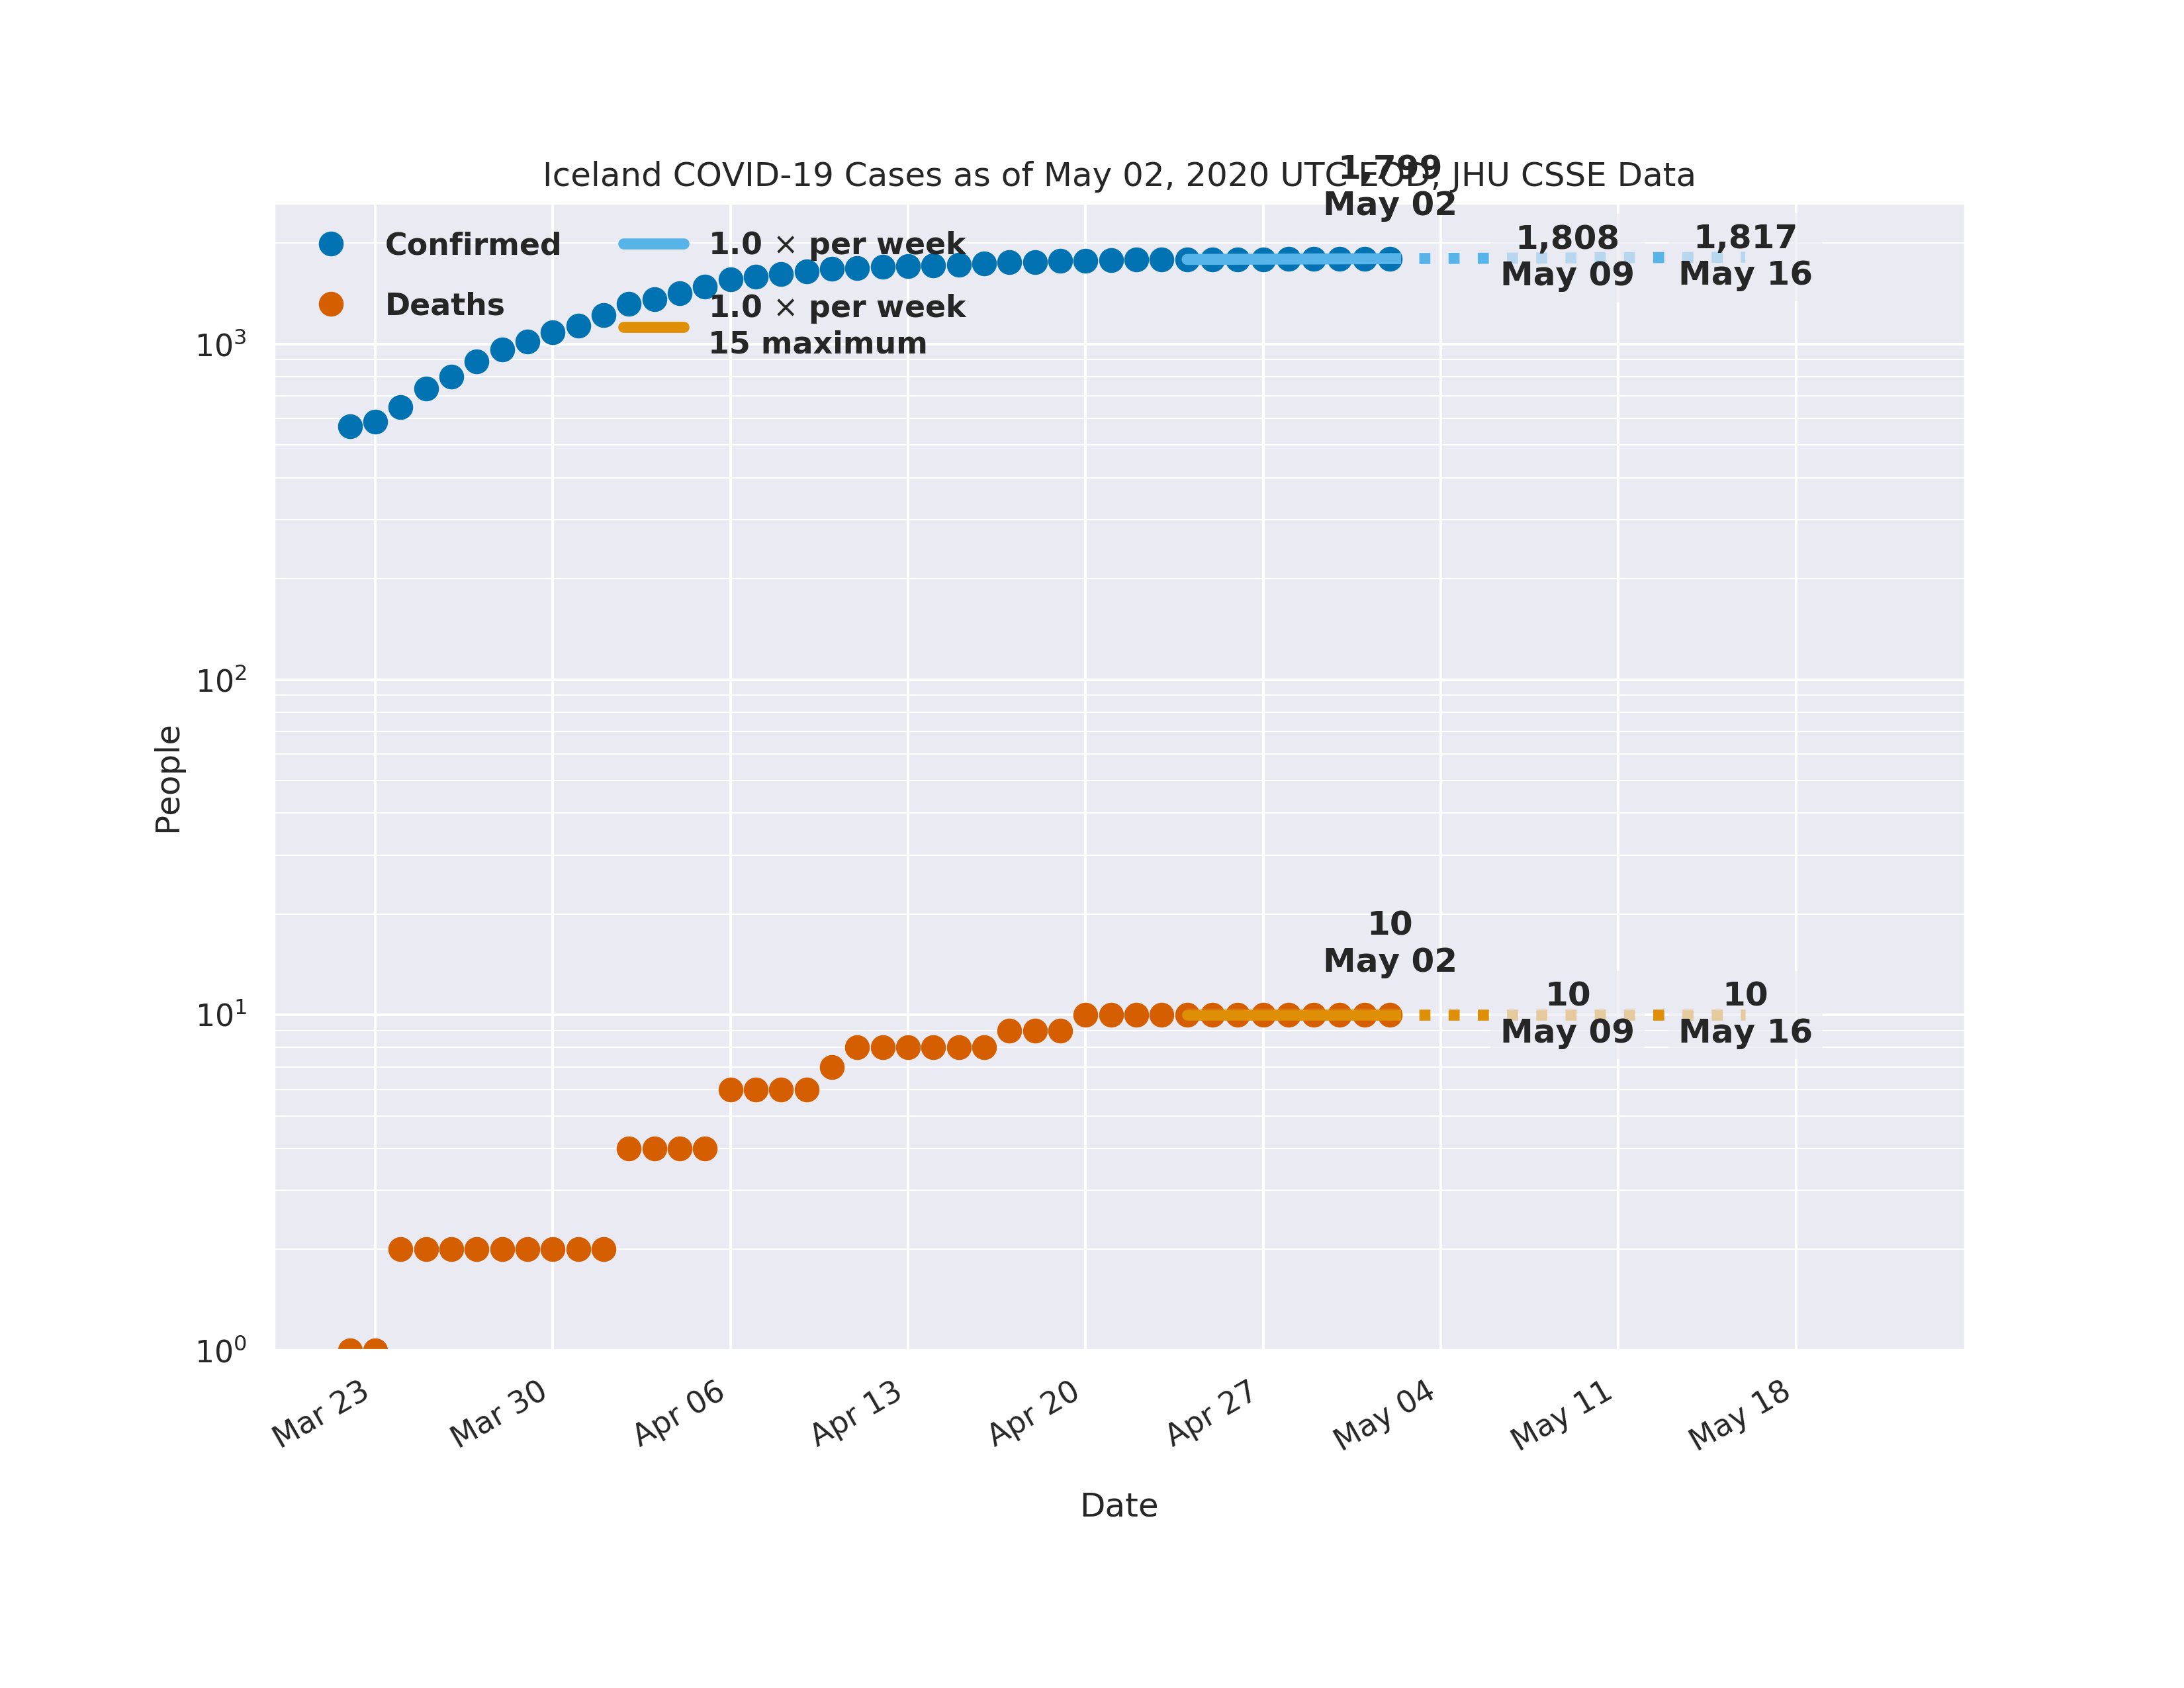 Iceland COVID-19 Cases as of May 02, 2020 UTC EOD, JHU CSSE Data
1,799
May 02
Confirmed
Deaths
1.0 × per week
1.0 × per week
15 maximum
1,808
May 09
1,817
May 16
10
May 02
10
May 09
10
May 16
People
10³
10²
10¹
10⁰
Mar 23
Mar 30
Apr 06
Apr 13
Apr 20
Apr 27
May 04
May 11
May 18
Date